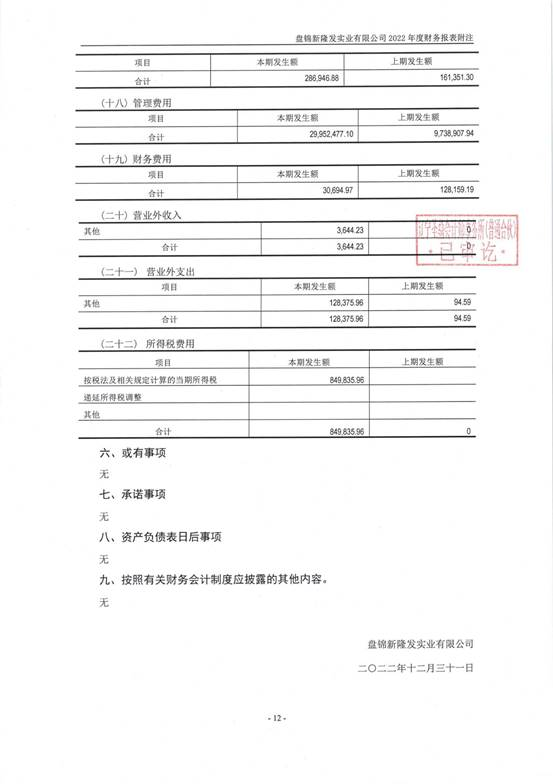 盘锦新隆发实业有限公司 2022 年度财务报表附注
项目 本期发生额 上期发生额
合计 286,946.88 161,351.30
（十八）管理费用
项目 本期发生额 上期发生额
合计 29,952,477.10 9,738,907.94
（十九）财务费用
项目 本期发生额 上期发生额
合计 30,694.97 128,159.19
（二十）营业外收入
其他 3,644.23 0
合计 3,644.23 0
已审讫
（二十一） 营业外支出
项目 本期发生额 上期发生额
其他 128,375.96 94.59
合计 128,375.96 94.59
（二十二）所得税费用
项目 本期发生额 上期发生额
按税法及相关规定计算的当期所得税 849,835.96
递延所得税调整
其他
合计 849,835.96 0
六、或有事项
无
七、承诺事项
无
八、资产负债表日后事项
无
九、按照有关财务会计制度应披露的其他内容。
无
盘锦新隆发实业有限公司
二〇二二年十二月三十一日
- 12 -